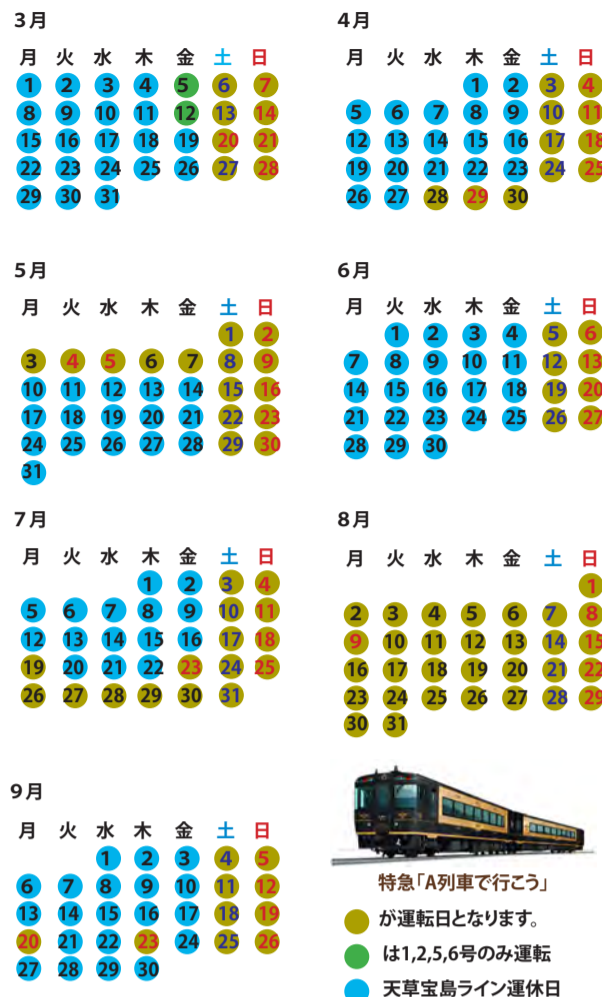 3月
月 火 水 木 金 土 日
1 2 3 4 5 6 7
8 9 10 11 12 13 14
15 16 17 18 19 20 21
22 23 24 25 26 27 28
29 30 31
4月
月 火 水 木 金 土 日
1 2 3 4
5 6 7 8 9 10 11
12 13 14 15 16 17 18
19 20 21 22 23 24 25
26 27 28 29 30
5月
月 火 水 木 金 土 日
1 2
3 4 5 6 7 8 9
10 11 12 13 14 15 16
17 18 19 20 21 22 23
24 25 26 27 28 29 30
31
6月
月 火 水 木 金 土 日
1 2 3 4 5 6
7 8 9 10 11 12 13
14 15 16 17 18 19 20
21 22 23 24 25 26 27
28 29 30
7月
月 火 水 木 金 土 日
1 2 3 4
5 6 7 8 9 10 11
12 13 14 15 16 17 18
19 20 21 22 23 24 25
26 27 28 29 30 31
8月
月 火 水 木 金 土 日
1
2 3 4 5 6 7 8
9 10 11 12 13 14 15
16 17 18 19 20 21 22
23 24 25 26 27 28 29
30 31
9月
月 火 水 木 金 土 日
1 2 3 4 5
6 7 8 9 10 11 12
13 14 15 16 17 18 19
20 21 22 23 24 25 26
27 28 29 30
特急「A列車で行こう」
が運転日となります。
は1,2,5,6号のみ運転
天草宝島ライン運休日